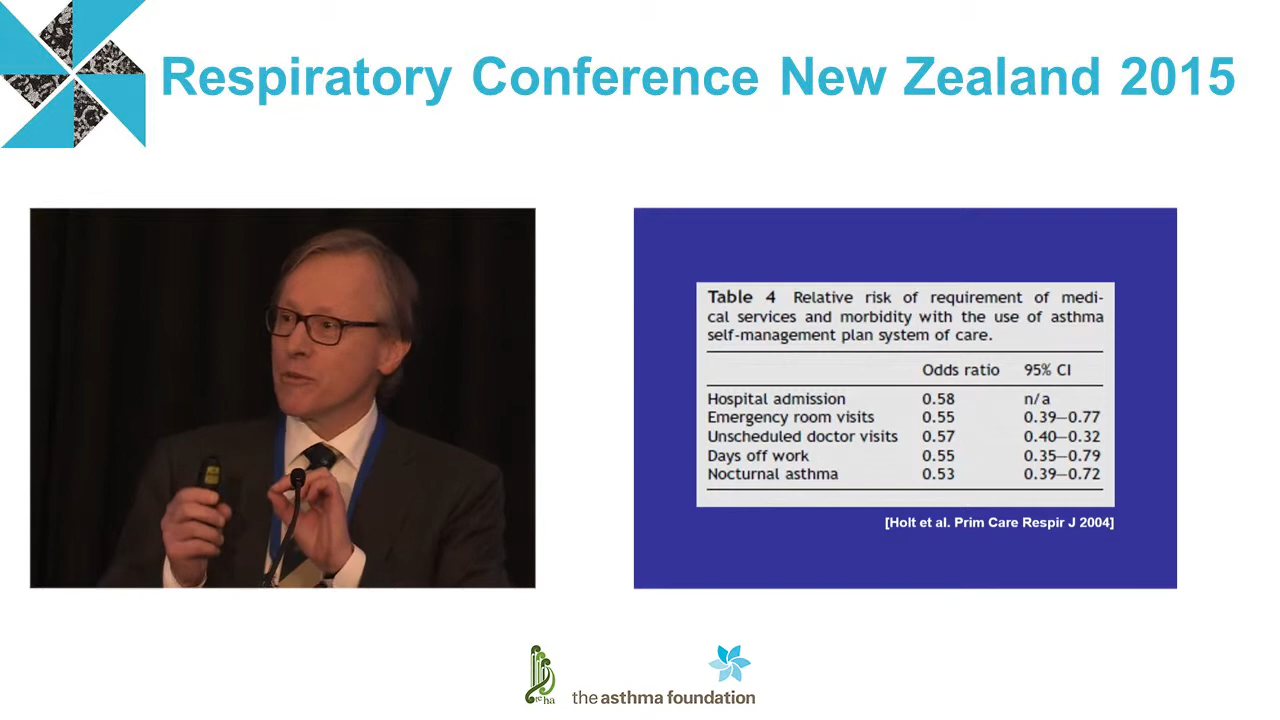 Respiratory Conference New Zealand 2015
Table 4 Relative risk of requirement of medi-
cal services and morbidity with the use of asthma
self-management plan system of care.
Odds ratio 95% CI
Hospital admission 0.58 n/a
Emergency room visits 0.55 0.39–0.77
Unscheduled doctor visits 0.57 0.40–0.32
Days off work 0.55 0.35–0.79
Nocturnal asthma 0.53 0.39–0.72
[Holt et al. Prim Care Respir J 2004]
te ha
the asthma foundation